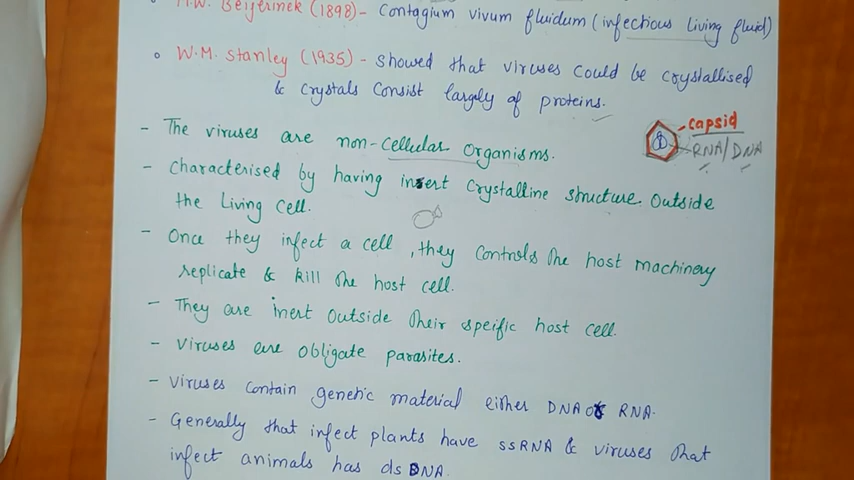 M.W. Beijerinek (1898) - Contagium vivum fluidum (infectious living fluid)
W.M. Stanley (1935) - Showed that viruses could be crystallised
& crystals consist largely of proteins.
capsid
RNA/DNA
- The viruses are non-cellular organisms.
- Characterised by having inert crystalline structure outside
the Living cell.
- Once they infect a cell, they controls the host machinery
replicate & kill the host cell.
- They are inert outside their speific host cell.
- Viruses are obligate parasites.
- Viruses contain genetic material either DNA or RNA.
- Generally that infect plants have ssRNA & viruses that
infect animals has ds DNA.